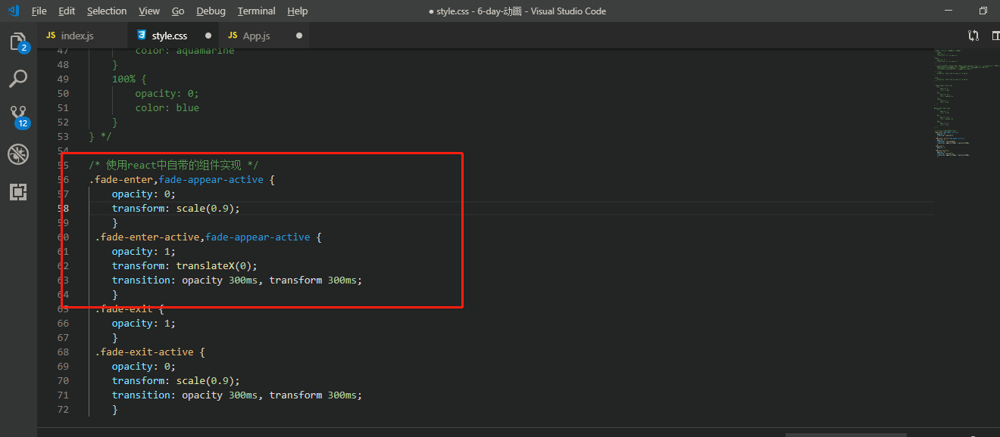 File Edit Selection View Go Debug Terminal Help
● style.css - 6-day-动画 - Visual Studio Code
JS index.js
style.css ●
JS App.js ●
2
12
47 color: aquamarine
48 }
49 100% {
50 opacity: 0;
51 color: blue
52 }
53 } */
54
55 /* 使用react中自带的组件实现 */
56 .fade-enter,fade-appear-active {
57 opacity: 0;
58 transform: scale(0.9);
59 }
60 .fade-enter-active,fade-appear-active {
61 opacity: 1;
62 transform: translateX(0);
63 transition: opacity 300ms, transform 300ms;
64 }
65 .fade-exit {
66 opacity: 1;
67 }
68 .fade-exit-active {
69 opacity: 0;
70 transform: scale(0.9);
71 transition: opacity 300ms, transform 300ms;
72 }